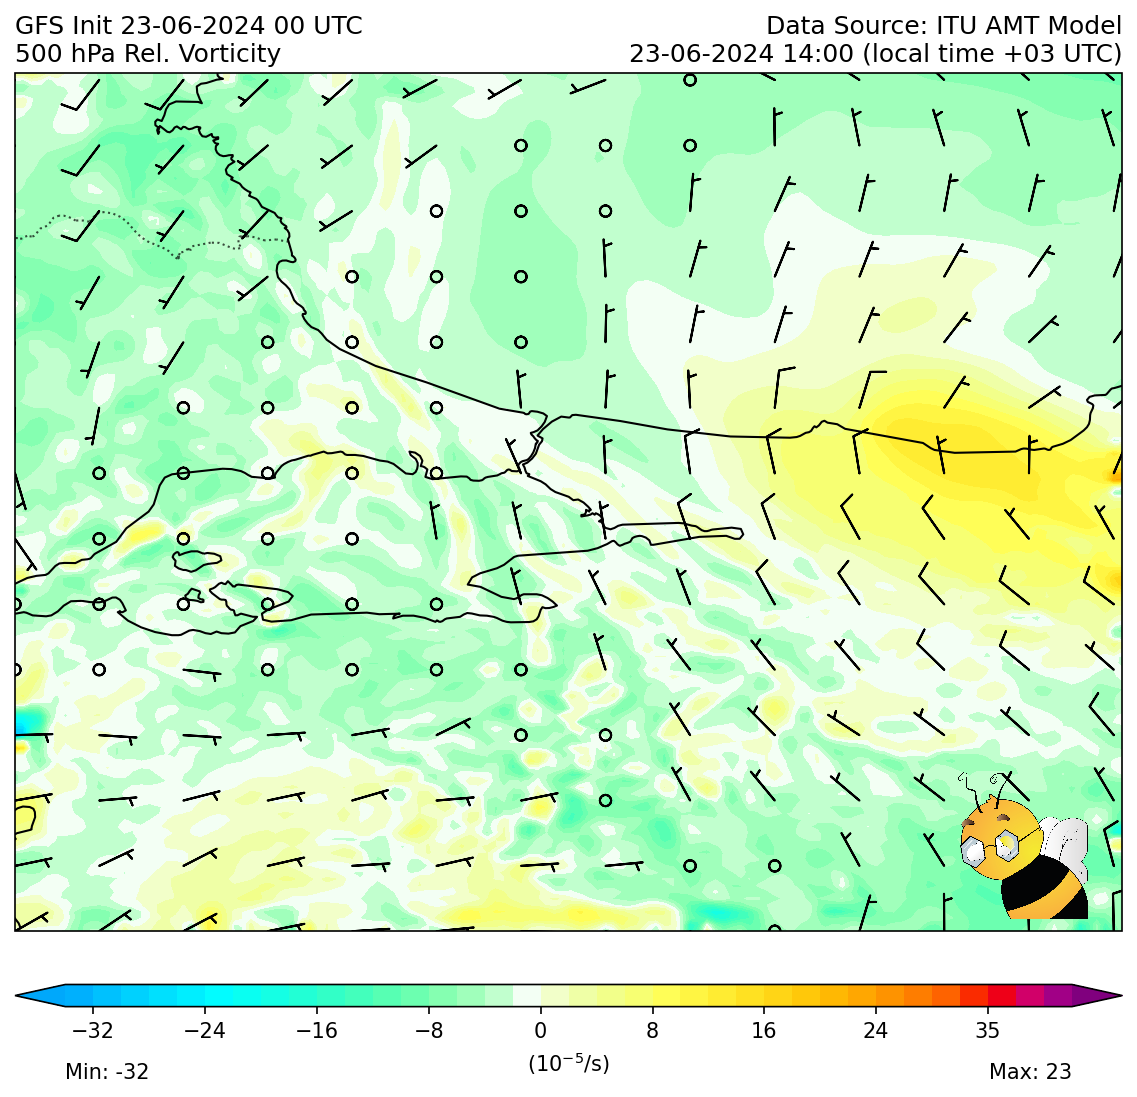 GFS Init 23-06-2024 00 UTC
Data Source: ITU AMT Model
500 hPa Rel. Vorticity
23-06-2024 14:00 (local time +03 UTC)
−32 −24 −16 −8 0 8 16 24 35
(10⁻⁵/s)
Min: -32
Max: 23